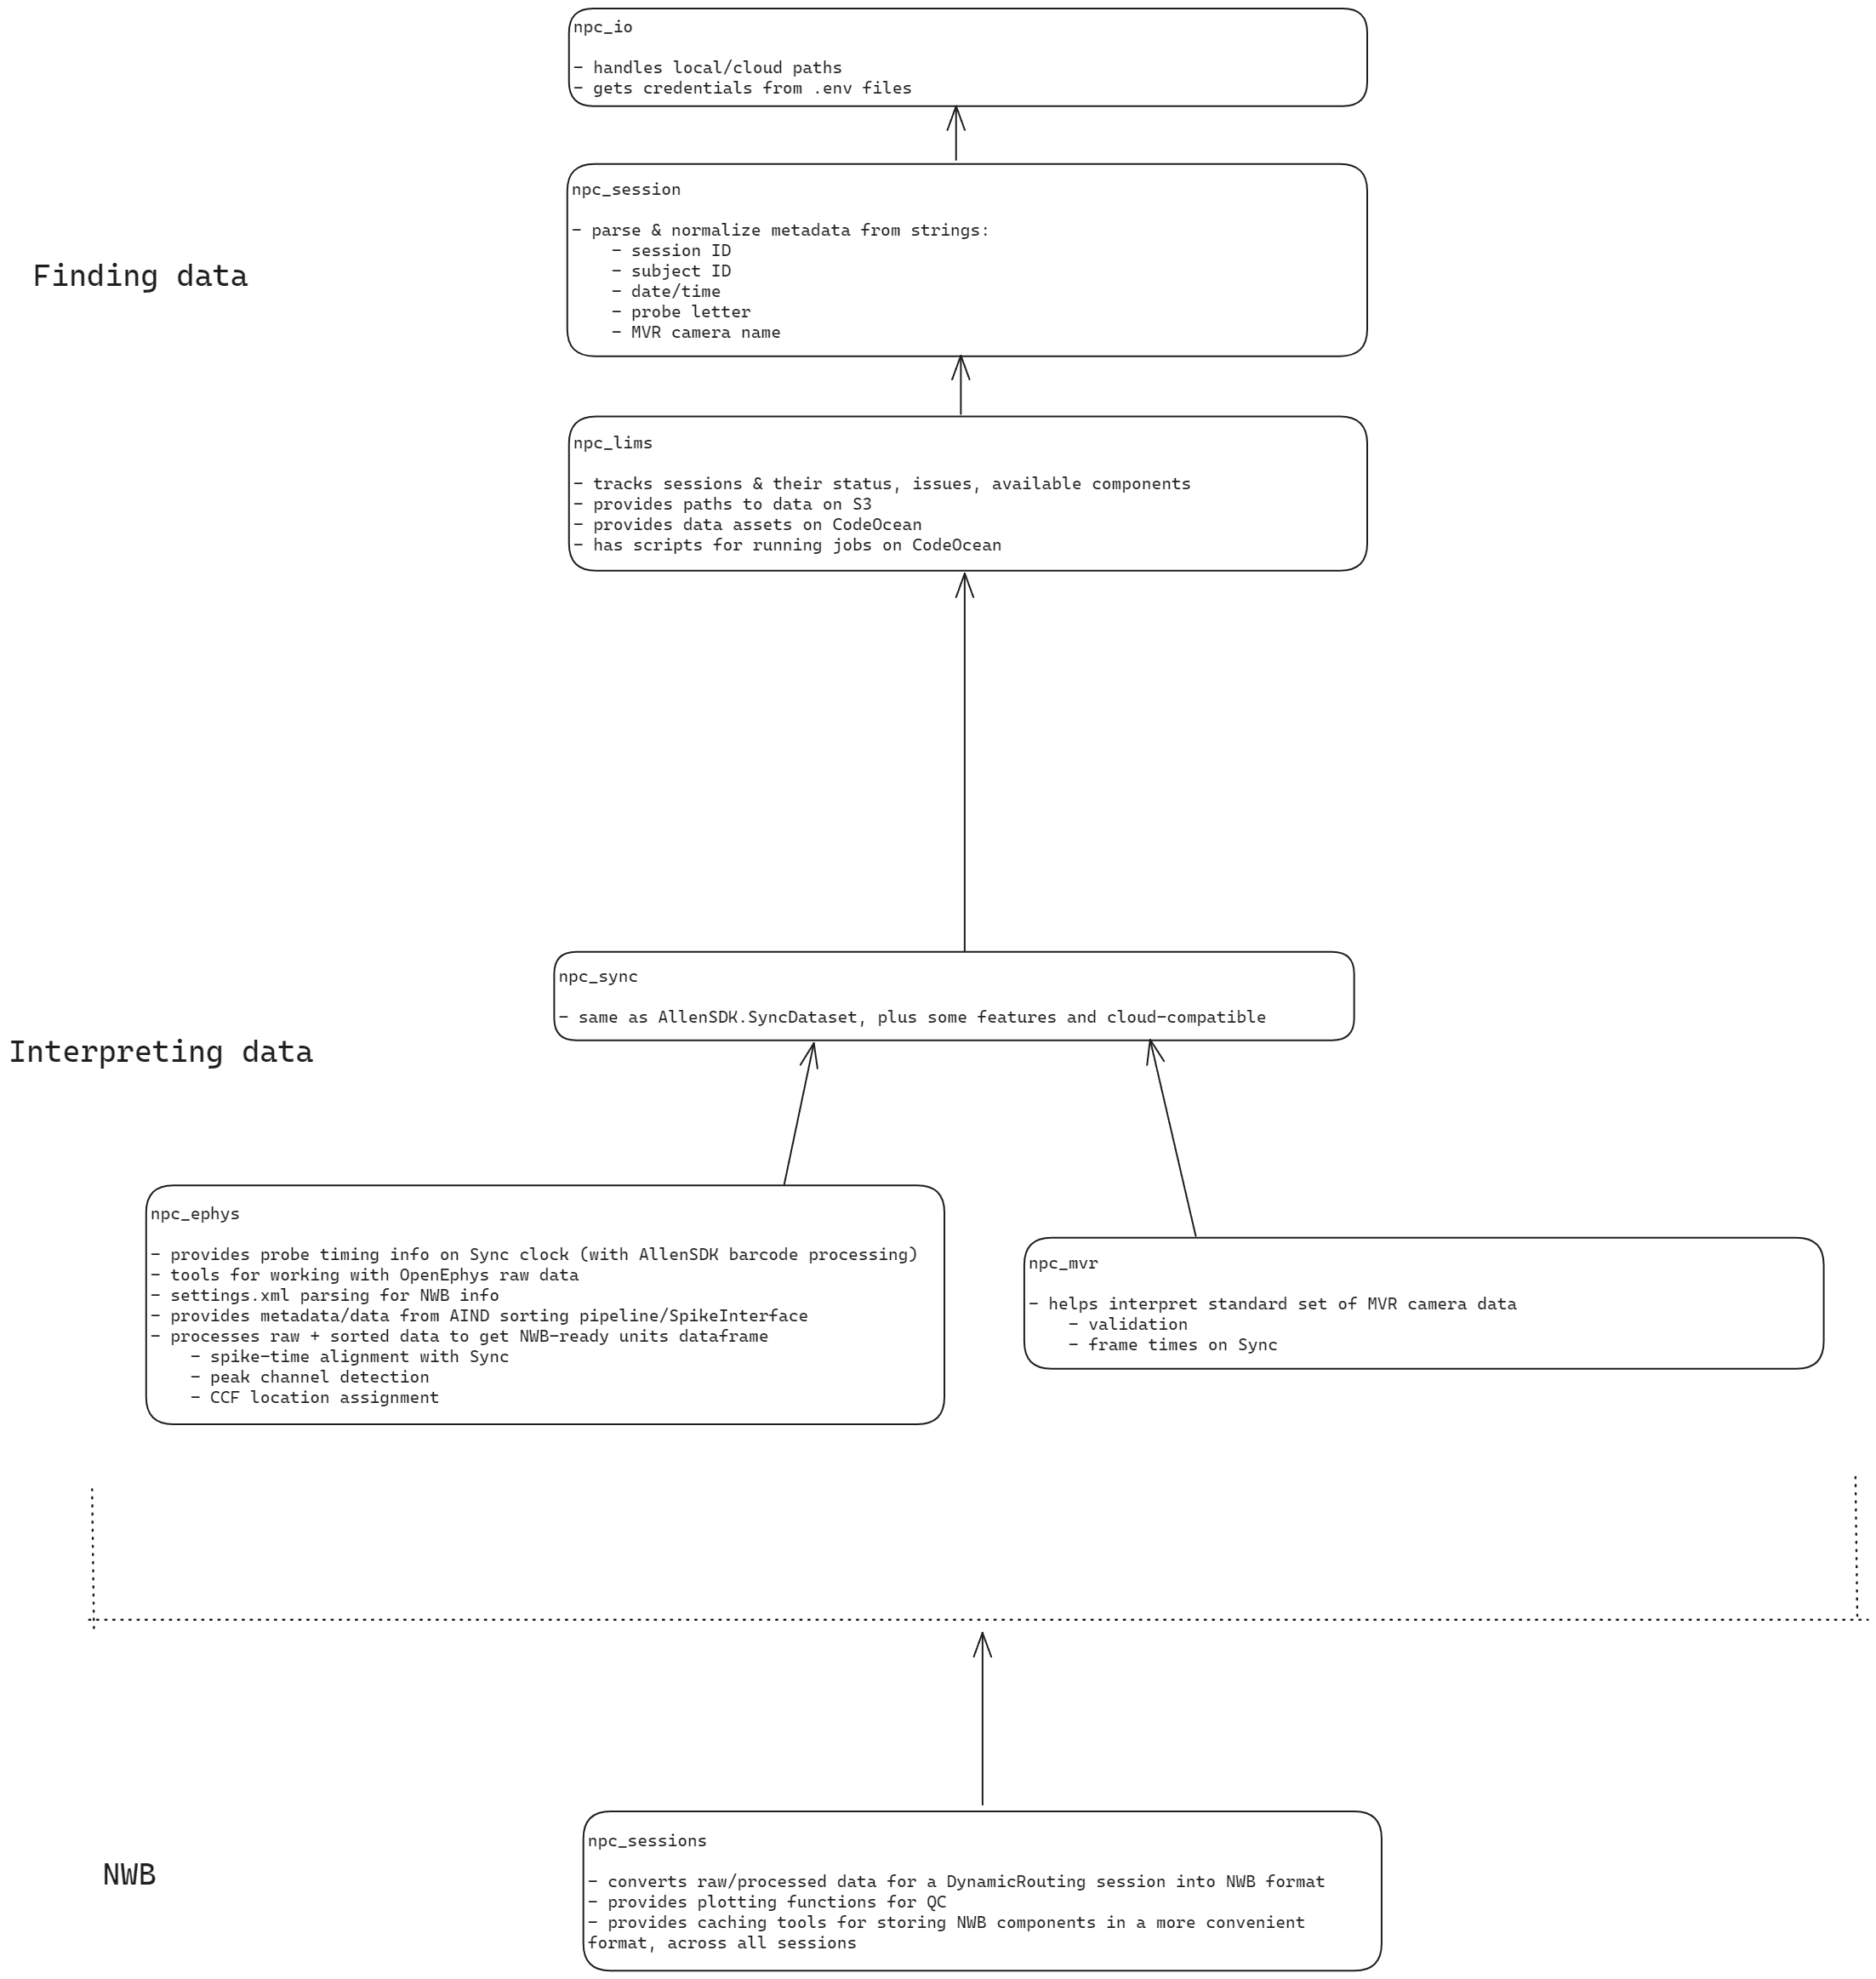 npc_io
- handles local/cloud paths
- gets credentials from .env files
npc_session
- parse & normalize metadata from strings:
- session ID
- subject ID
- date/time
- probe letter
- MVR camera name
Finding data
npc_lims
- tracks sessions & their status, issues, available components
- provides paths to data on S3
- provides data assets on CodeOcean
- has scripts for running jobs on CodeOcean
npc_sync
- same as AllenSDK.SyncDataset, plus some features and cloud-compatible
Interpreting data
npc_ephys
- provides probe timing info on Sync clock (with AllenSDK barcode processing)
- tools for working with OpenEphys raw data
- settings.xml parsing for NWB info
- provides metadata/data from AIND sorting pipeline/SpikeInterface
- processes raw + sorted data to get NWB-ready units dataframe
- spike-time alignment with Sync
- peak channel detection
- CCF location assignment
npc_mvr
- helps interpret standard set of MVR camera data
- validation
- frame times on Sync
NWB
npc_sessions
- converts raw/processed data for a DynamicRouting session into NWB format
- provides plotting functions for QC
- provides caching tools for storing NWB components in a more convenient
format, across all sessions